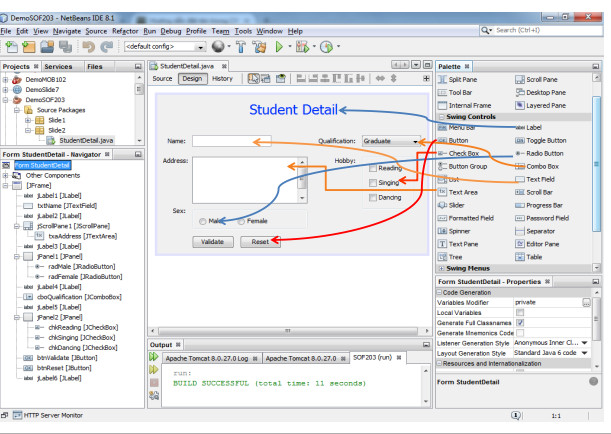 DemoSOF203 - NetBeans IDE 8.1
File Edit View Navigate Source Refactor Run Debug Profile Team Tools Window Help
Search (Ctrl+I)
<default config>
Projects Services Files
DemoMOB102
DemoSlide7
DemoSOF203
Source Packages
Slide1
Slide2
StudentDetail.java
Form StudentDetail - Navigator
Form StudentDetail
Other Components
[JFrame]
jLabel1 [JLabel]
txtName [JTextField]
jLabel2 [JLabel]
jScrollPane1 [JScrollPane]
txaAddress [JTextArea]
jLabel3 [JLabel]
jPanel1 [JPanel]
radMale [JRadioButton]
radFemale [JRadioButton]
jLabel4 [JLabel]
cboQualification [JComboBox]
jLabel5 [JLabel]
jPanel2 [JPanel]
chkReading [JCheckBox]
chkSinging [JCheckBox]
chkDancing [JCheckBox]
btnValidate [JButton]
btnReset [JButton]
jLabel6 [JLabel]
StudentDetail.java
Source Design History
Student Detail
Name: Qualification: Graduate
Address: Hobby:
Reading
Singing
Dancing
Sex:
Male Female
Validate Reset
Output
Apache Tomcat 8.0.27.0 Log Apache Tomcat 8.0.27.0 SOF203 (run)
run:
BUILD SUCCESSFUL (total time: 11 seconds)
Palette
Split Pane Scroll Pane
Tool Bar Desktop Pane
Internal Frame Layered Pane
Swing Controls
Menu Bar Label
Button Toggle Button
Check Box Radio Button
Button Group Combo Box
List Text Field
Text Area Scroll Bar
Slider Progress Bar
Formatted Field Password Field
Spinner Separator
Text Pane Editor Pane
Tree Table
Swing Menus
Form StudentDetail - Properties
Code Generation
Variables Modifier private
Local Variables
Generate Full Classnames
Generate Mnemonics Code
Listener Generation Style Anonymous Inner Cl...
Layout Generation Style Standard Java 6 code
Resources and Internationalization
Form StudentDetail
HTTP Server Monitor
1:1